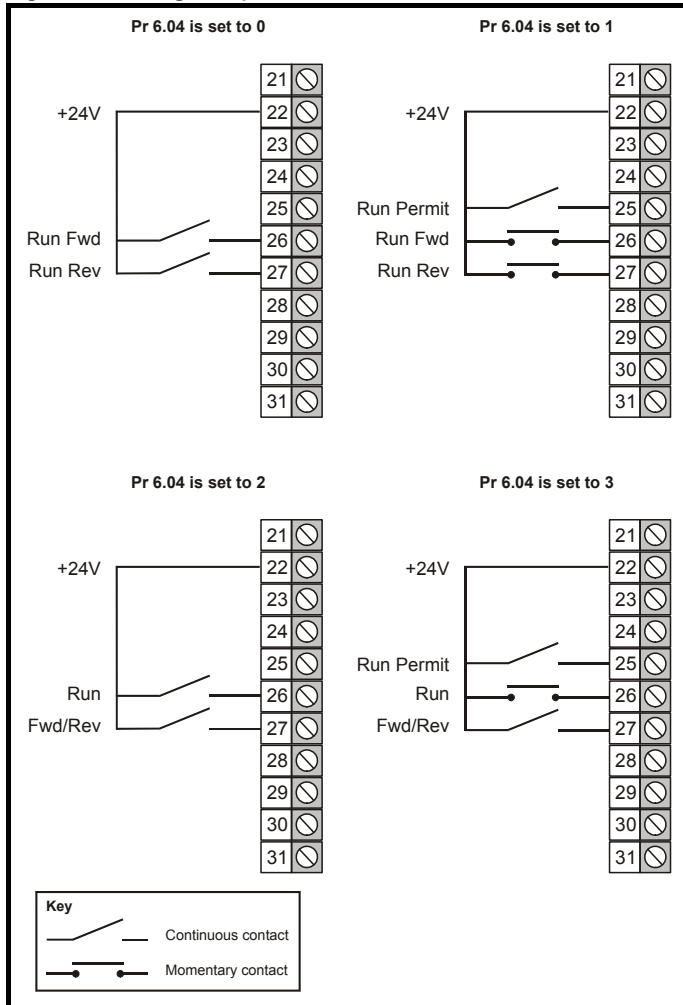 Pr 6.04 is set to 0
+24V
Run Fwd
Run Rev
21
22
23
24
25
26
27
28
29
30
31
Pr 6.04 is set to 1
+24V
Run Permit
Run Fwd
Run Rev
21
22
23
24
25
26
27
28
29
30
31
Pr 6.04 is set to 2
+24V
Run
Fwd/Rev
21
22
23
24
25
26
27
28
29
30
31
Pr 6.04 is set to 3
+24V
Run Permit
Run
Fwd/Rev
21
22
23
24
25
26
27
28
29
30
31
Key
Continuous contact
Momentary contact